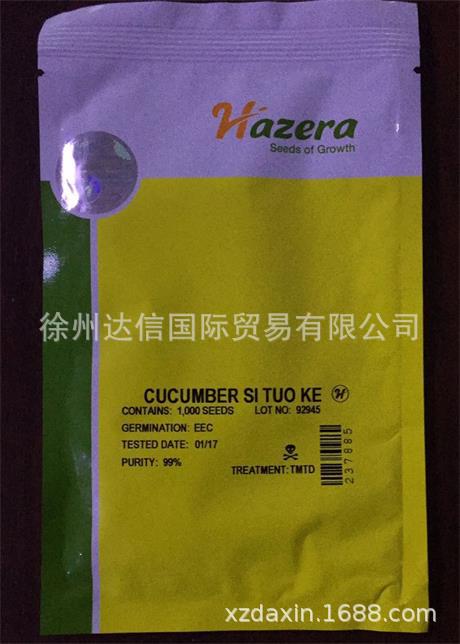 Hazera
Seeds of Growth
徐州达信国际贸易有限公司
CUCUMBER SI TUO KE H
CONTAINS: 1,000 SEEDS LOT NO: 92945
GERMINATION: EEC
TESTED DATE: 01/17
PURITY: 99%
TREATMENT: TMTD
237885
xzdaxin.1688.com